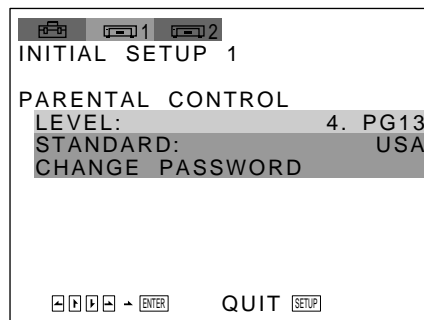 1 2
INITIAL SETUP 1
PARENTAL CONTROL
LEVEL: 4. PG13
STANDARD: USA
CHANGE PASSWORD
ENTER QUIT SETUP